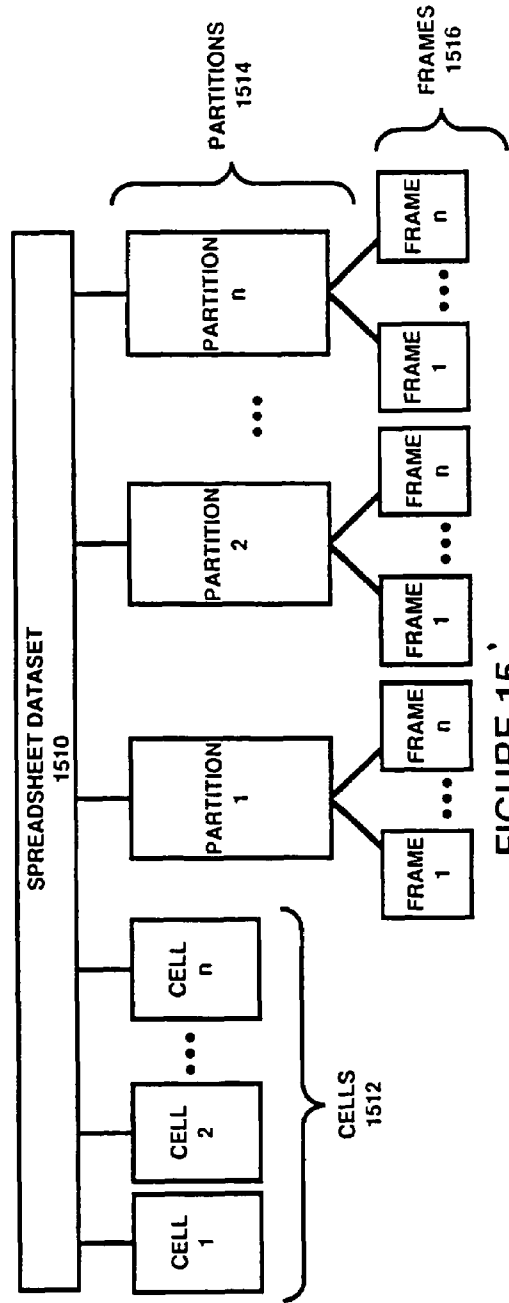 SPREADSHEET DATASET
1510
CELL
1
CELL
2
•••
CELL
n
CELLS
1512
PARTITION
1
PARTITION
2
•••
PARTITION
n
PARTITIONS
1514
FRAME
1
•••
FRAME
n
FRAME
1
•••
FRAME
n
FRAME
1
•••
FRAME
n
FRAMES
1516
FIGURE 15